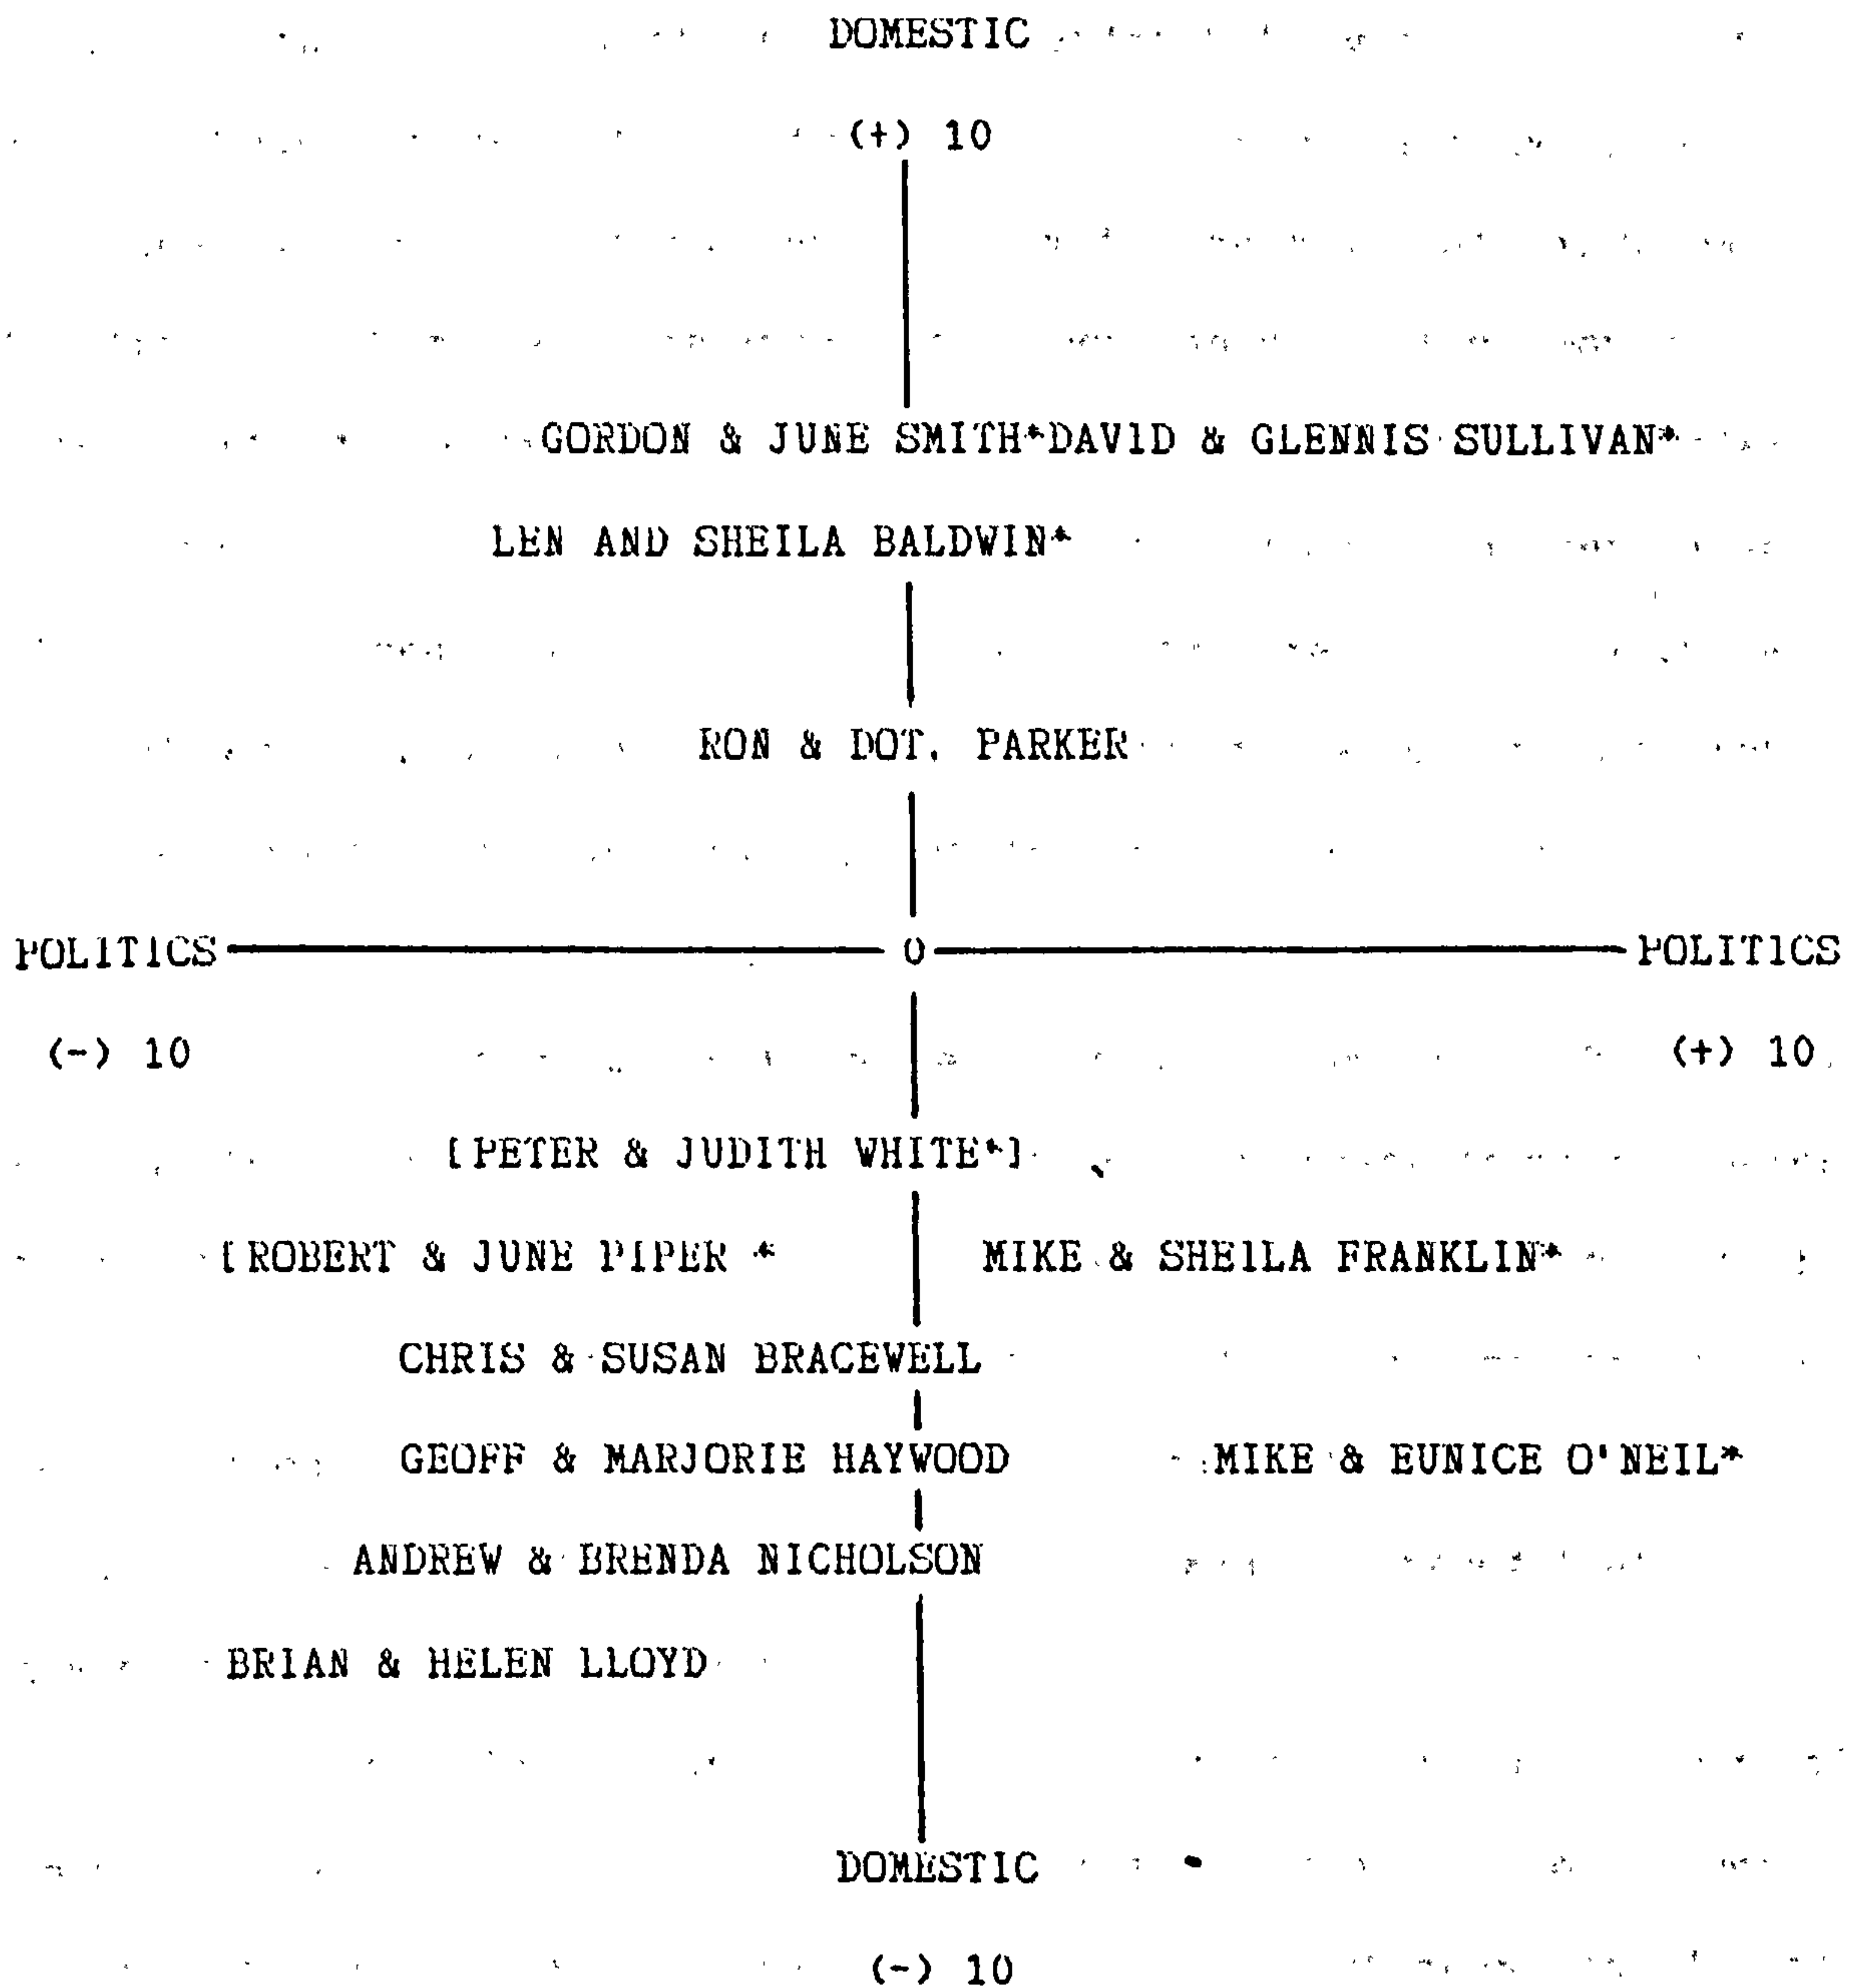 DOMESTIC
(+) 10
GORDON & JUNE SMITH*DAVID & GLENNIS SULLIVAN*
LEN AND SHEILA BALDWIN*
RON & DOT. PARKER
POLITICS 0 POLITICS
(-) 10 (+) 10
[PETER & JUDITH WHITE*]
[ROBERT & JUNE PIPER * MIKE & SHEILA FRANKLIN*
CHRIS & SUSAN BRACEWELL
GEOFF & MARJORIE HAYWOOD MIKE & EUNICE O'NEIL*
ANDREW & BRENDA NICHOLSON
BRIAN & HELEN LLOYD
DOMESTIC
(-) 10